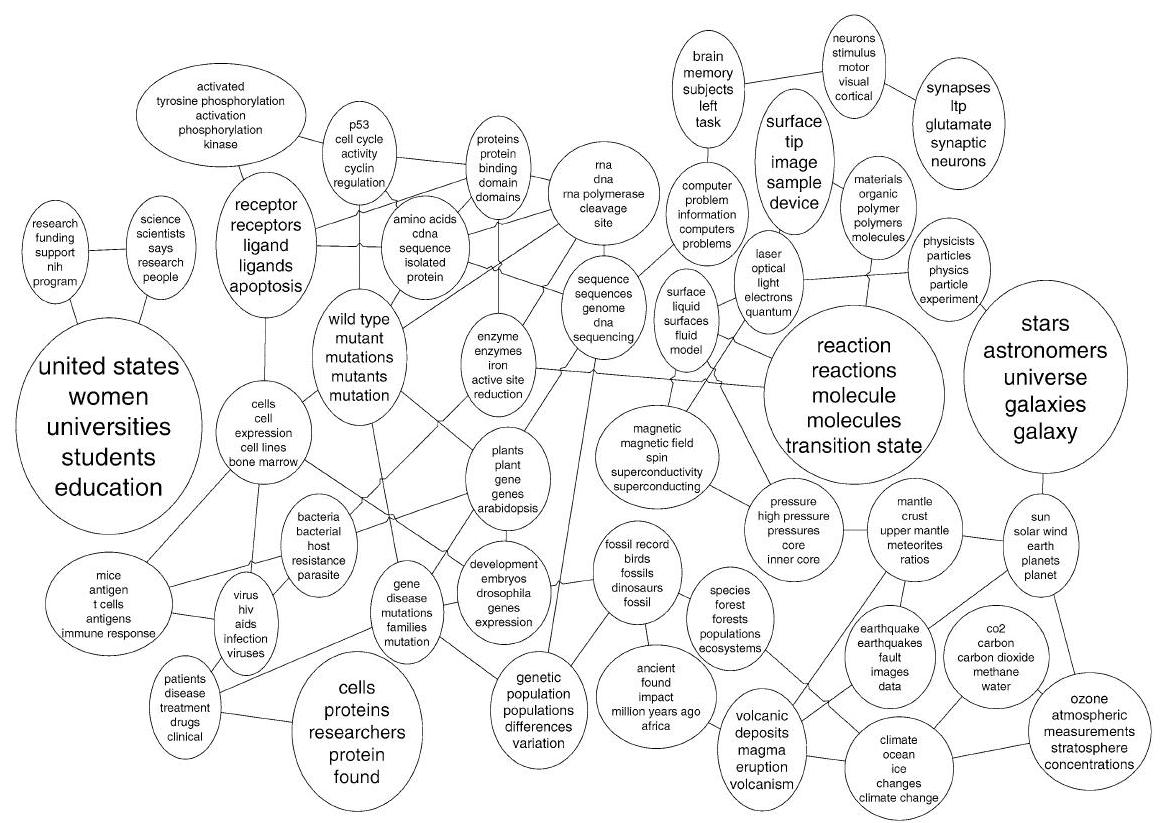 neurons
stimulus
motor
visual
cortical
brain
memory
subjects
left
task
synapses
ltp
glutamate
synaptic
neurons
activated
tyrosine phosphorylation
activation
phosphorylation
kinase
p53
cell cycle
activity
cyclin
regulation
proteins
protein
binding
domain
domains
rna
dna
rna polymerase
cleavage
site
surface
tip
image
sample
device
computer
problem
information
computers
problems
materials
organic
polymer
polymers
molecules
research
funding
support
nih
program
science
scientists
says
research
people
receptor
receptors
ligand
ligands
apoptosis
amino acids
cdna
sequence
isolated
protein
sequence
sequences
genome
dna
sequencing
laser
optical
light
electrons
quantum
physicists
particles
physics
particle
experiment
surface
liquid
surfaces
fluid
model
wild type
mutant
mutations
mutants
mutation
enzyme
enzymes
iron
active site
reduction
reaction
reactions
molecule
molecules
transition state
stars
astronomers
universe
galaxies
galaxy
united states
women
universities
students
education
cells
cell
expression
cell lines
bone marrow
plants
plant
gene
genes
arabidopsis
magnetic
magnetic field
spin
superconductivity
superconducting
pressure
high pressure
pressures
core
inner core
mantle
crust
upper mantle
meteorites
ratios
sun
solar wind
earth
planets
planet
bacteria
bacterial
host
resistance
parasite
mice
antigen
t cells
antigens
immune response
virus
hiv
aids
infection
viruses
gene
disease
mutations
families
mutation
development
embryos
drosophila
genes
expression
fossil record
birds
fossils
dinosaurs
fossil
species
forest
forests
populations
ecosystems
earthquake
earthquakes
fault
images
data
co2
carbon
carbon dioxide
methane
water
patients
disease
treatment
drugs
clinical
cells
proteins
researchers
protein
found
genetic
population
populations
differences
variation
ancient
found
impact
million years ago
africa
volcanic
deposits
magma
eruption
volcanism
climate
ocean
ice
changes
climate change
ozone
atmospheric
measurements
stratosphere
concentrations